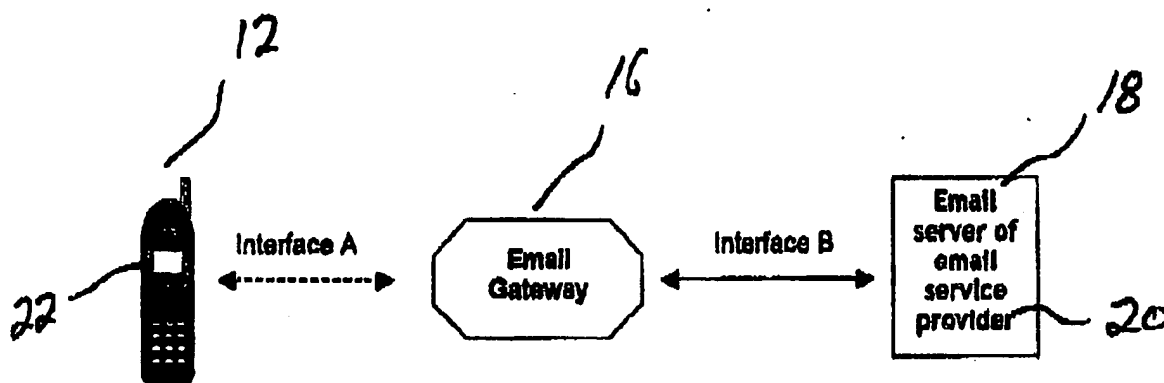 12
16
18
Interface A
Email
Gateway
Interface B
Email
server of
email
service
provider
22
20